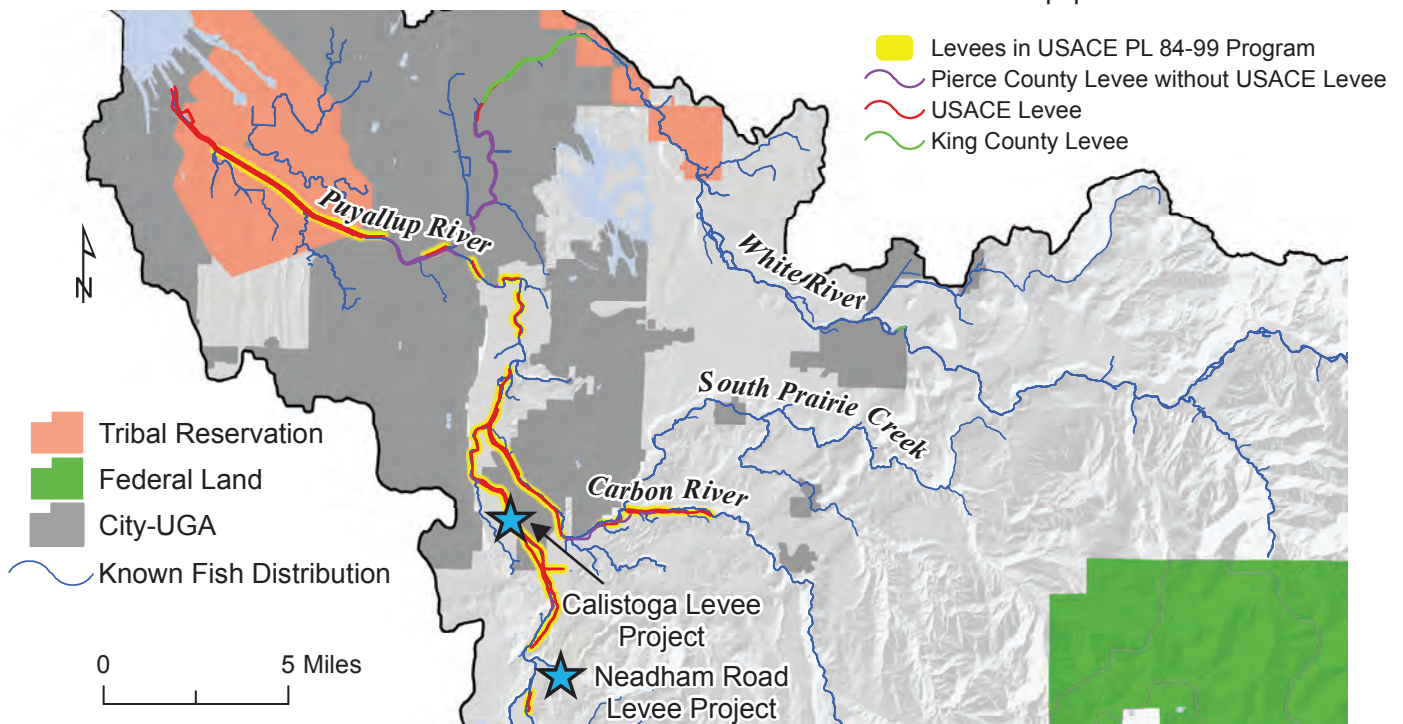 Levees in USACE PL 84-99 Program
Pierce County Levee without USACE Levee
USACE Levee
King County Levee
Puyallup River
White River
N
South Prairie
Creek
Tribal Reservation
Federal Land
City-UGA
Known Fish Distribution
Carbon River
Calistoga Levee
Project
0 5 Miles
Neadham Road
Levee Project